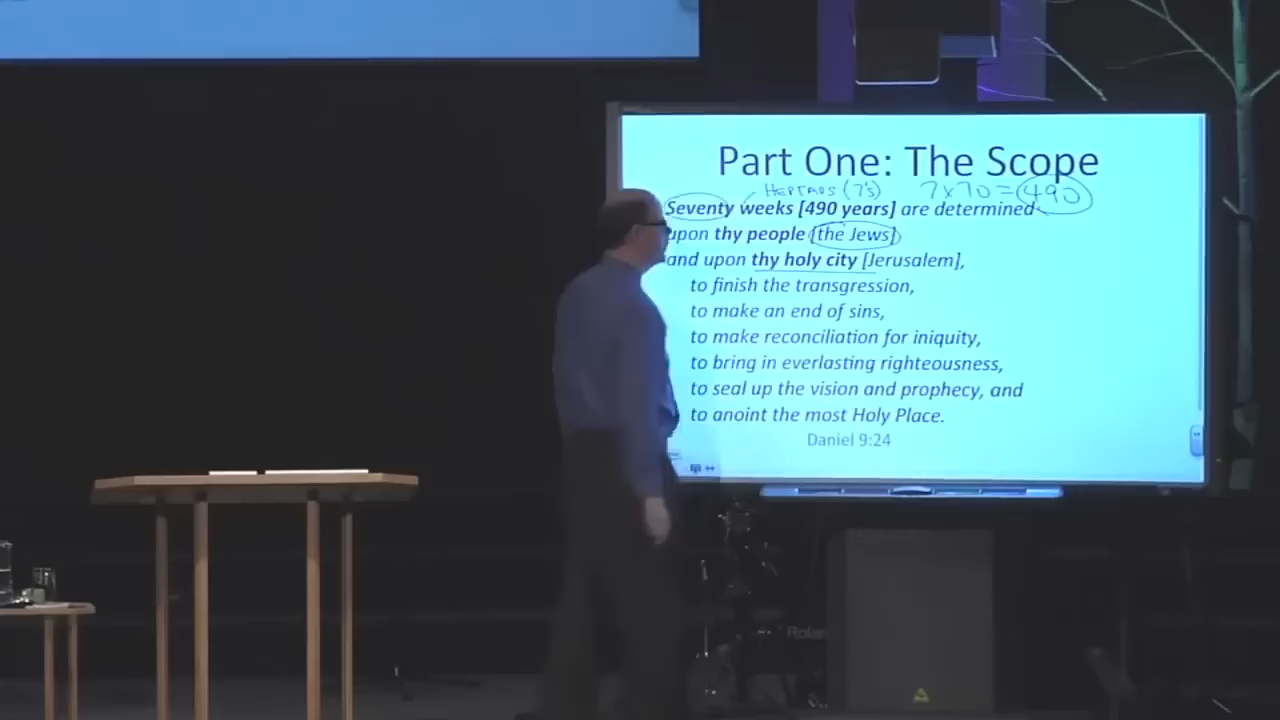 Part One: The Scope
HEPTADS (7's) 7x70=490
Seventy weeks [490 years] are determined
upon thy people [the Jews]
and upon thy holy city [Jerusalem],
to finish the transgression,
to make an end of sins,
to make reconciliation for iniquity,
to bring in everlasting righteousness,
to seal up the vision and prophecy, and
to anoint the most Holy Place.
Daniel 9:24
Roland